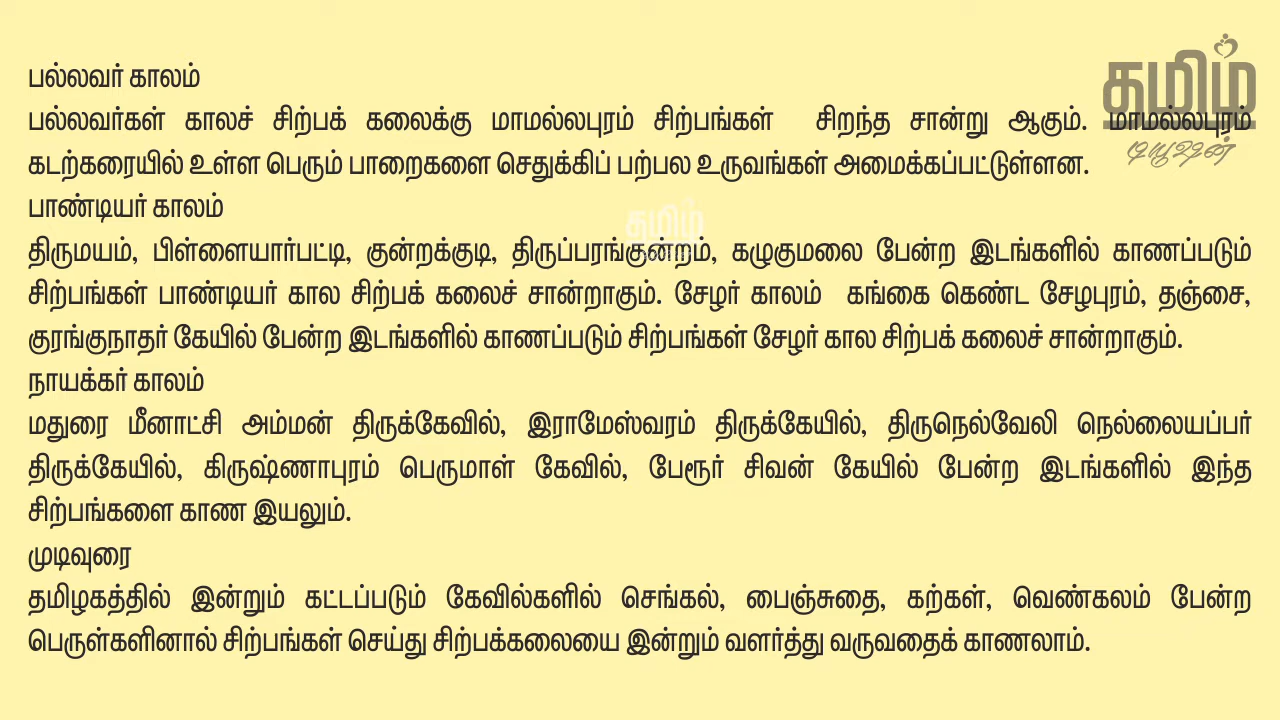 பல்லவர் காலம்
பல்லவர்கள் காலச் சிற்பக் கலைக்கு மாமல்லபுரம் சிற்பங்கள் சிறந்த சான்று ஆகும். மாமல்லபுரம்
கடற்கரையில் உள்ள பெரும் பாறைகளை செதுக்கிப் பற்பல உருவங்கள் அமைக்கப்பட்டுள்ளன.
பாண்டியர் காலம்
திருமயம், பிள்ளையார்பட்டி, குன்றக்குடி, திருப்பரங்குன்றம், கழுகுமலை பேன்ற இடங்களில் காணப்படும்
சிற்பங்கள் பாண்டியர் கால சிற்பக் கலைச் சான்றாகும். சேழர் காலம் கங்கை கெண்ட சேழபுரம், தஞ்சை,
குரங்குநாதர் கேயில் பேன்ற இடங்களில் காணப்படும் சிற்பங்கள் சேழர் கால சிற்பக் கலைச் சான்றாகும்.
நாயக்கர் காலம்
மதுரை மீனாட்சி அம்மன் திருக்கேவில், இராமேஸ்வரம் திருக்கேயில், திருநெல்வேலி நெல்லையப்பர்
திருக்கேயில், கிருஷ்ணாபுரம் பெருமாள் கேவில், பேரூர் சிவன் கேயில் பேன்ற இடங்களில் இந்த
சிற்பங்களை காண இயலும்.
முடிவுரை
தமிழகத்தில் இன்றும் கட்டப்படும் கேவில்களில் செங்கல், பைஞ்சுதை, கற்கள், வெண்கலம் பேன்ற
பெருள்களினால் சிற்பங்கள் செய்து சிற்பக்கலையை இன்றும் வளர்த்து வருவதைக் காணலாம்.
தமிழ்
டியூஷன்
தமிழ்